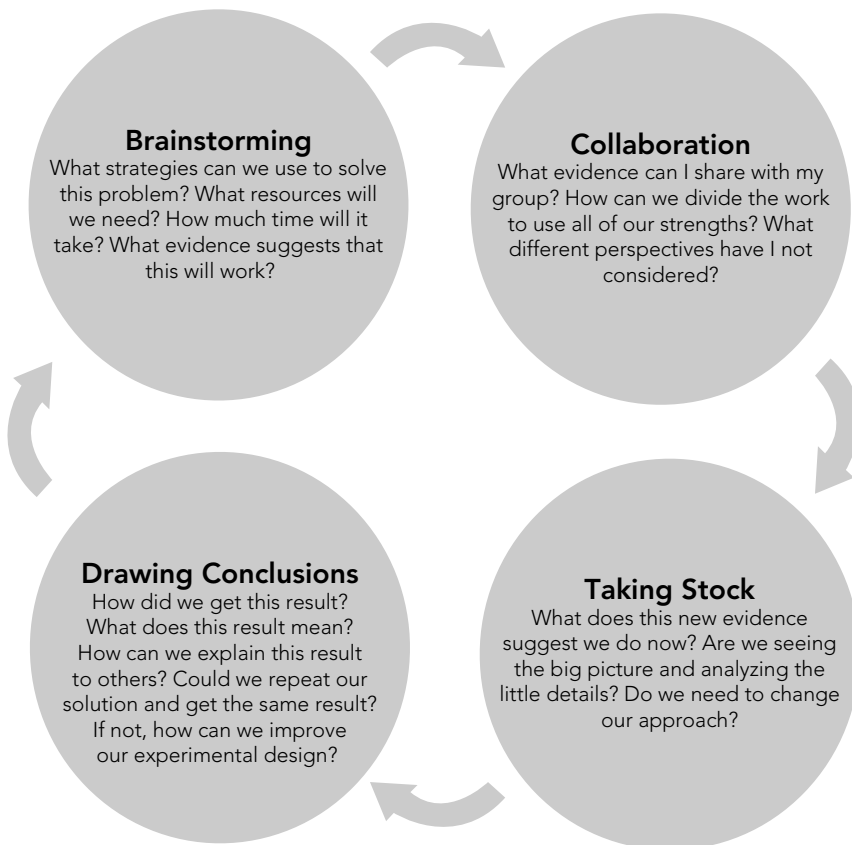 Brainstorming
What strategies can we use to solve
this problem? What resources will
we need? How much time will it
take? What evidence suggests that
this will work?
Collaboration
What evidence can I share with my
group? How can we divide the work
to use all of our strengths? What
different perspectives have I not
considered?
Drawing Conclusions
How did we get this result?
What does this result mean?
How can we explain this result
to others? Could we repeat our
solution and get the same result?
If not, how can we improve
our experimental design?
Taking Stock
What does this new evidence
suggest we do now? Are we seeing
the big picture and analyzing the
little details? Do we need to change
our approach?